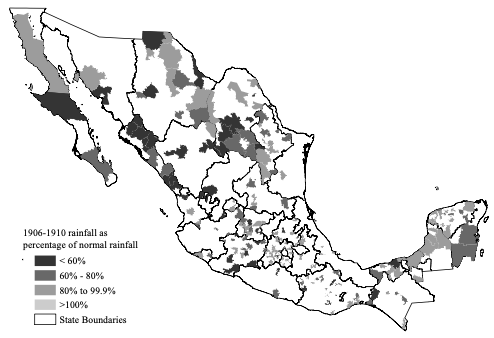 1906-1910 rainfall as
percentage of normal rainfall
< 60%
60% - 80%
80% to 99.9%
>100%
State Boundaries